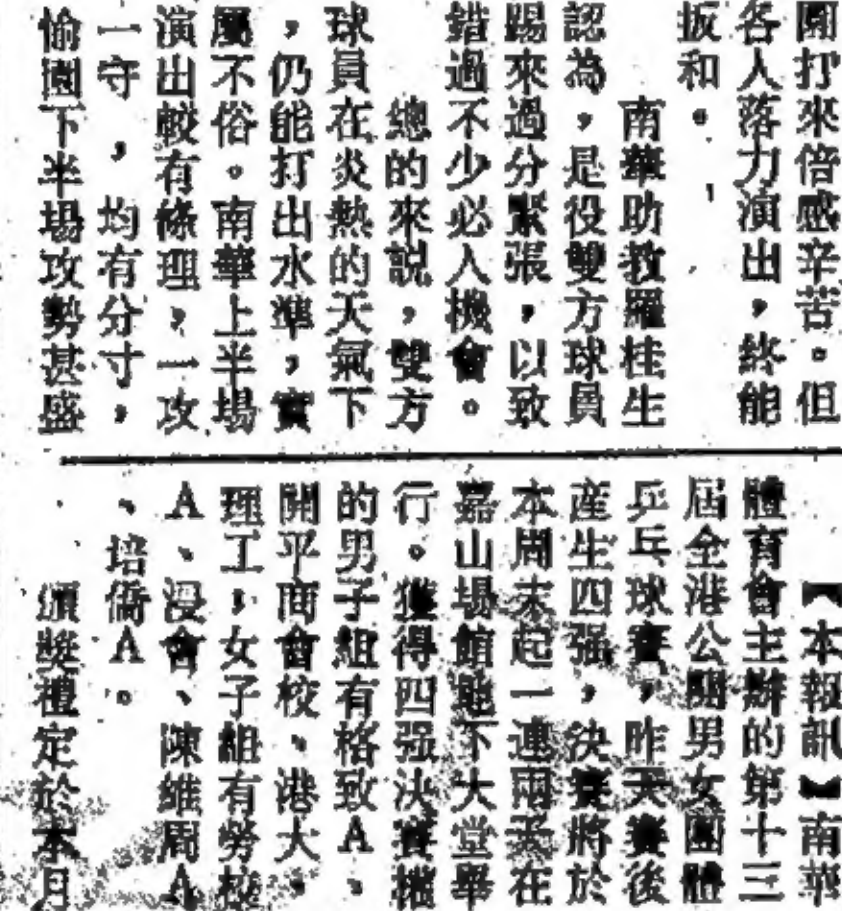 圍打來倍感辛苦。但
各人落力演出，終能
扳和。
南華助教羅桂生
認為，是役雙方球員
踢來過分緊張，以致
錯過不少必入機會。
總的來説，雙方
球員在炎熱的天氣下
，仍能打出水準，實
屬不俗。南華上半場
演出較有條理，一攻
一守，均有分寸，
愉園下半場攻勢甚盛
【本報訊】南華
體育會主辦的第十三
屆全港公開男女團體
乒乓球賽，昨天賽後
産生四强，決賽將於
本周末起一連兩天在
嘉山場館地下大堂舉
行。獲得四强決賽權
的男子組有格致A、
開平商會校、港大、
理工，女子組有勞校
A、浸會、陳維周A
、培僑A。
頒獎禮定於本月